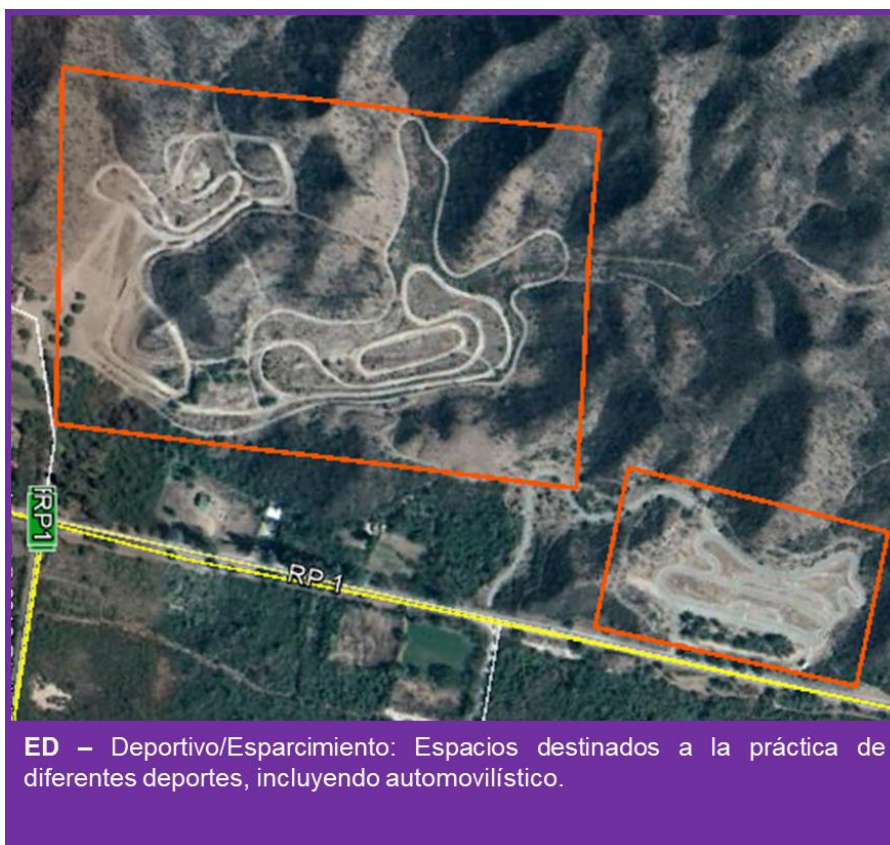 RP1
RP 1
ED – Deportivo/Esparcimiento: Espacios destinados a la práctica de
diferentes deportes, incluyendo automovilístico.